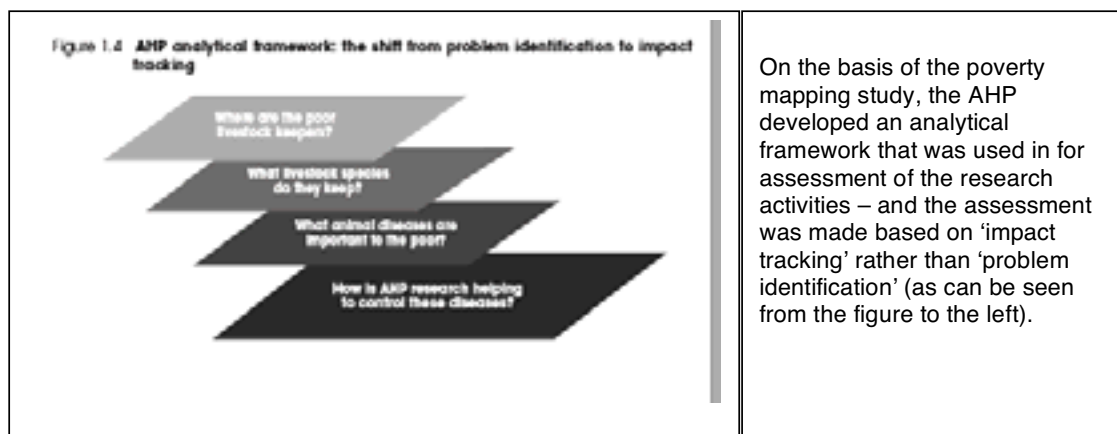 Figure 1.4 AHP analytical framework: the shift from problem identification to impact
tracking
Where are the poor
livestock keepers?
What livestock species
do they keep?
What animal diseases are
important to the poor?
How is AHP research helping
to control these diseases?
On the basis of the poverty
mapping study, the AHP
developed an analytical
framework that was used in for
assessment of the research
activities – and the assessment
was made based on ‘impact
tracking’ rather than ‘problem
identification’ (as can be seen
from the figure to the left).